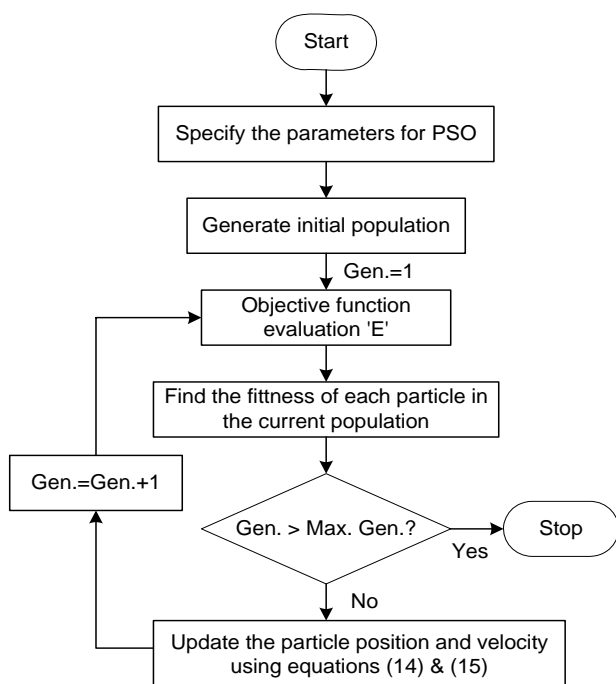 Start
Specify the parameters for PSO
Generate initial population
Gen.=1
Objective function
evaluation 'E'
Find the fittness of each particle in
the current population
Gen.=Gen.+1
Gen. > Max. Gen.?
Yes
Stop
No
Update the particle position and velocity
using equations (14) & (15)